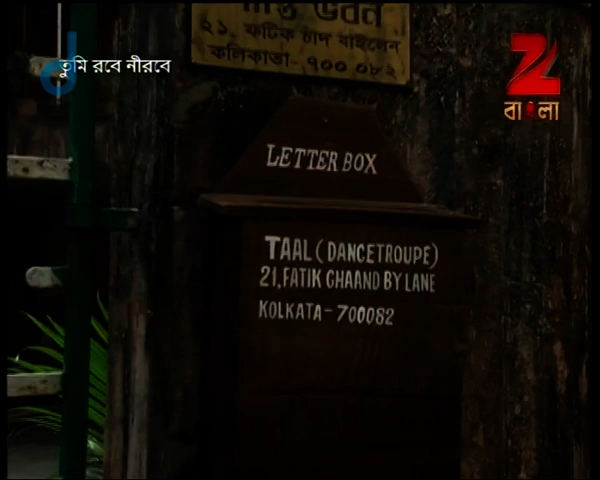 শান্তি ভবন
২১, ফটিক চাঁদ বাইলেন
কলিকাতা- ৭০০ ০৮২
তুমি রবে নীরবে
Z
বাংলা
LETTER BOX
TAAL (DANCETROUPE)
21, FATIK CHAAND BY LANE
KOLKATA- 700082